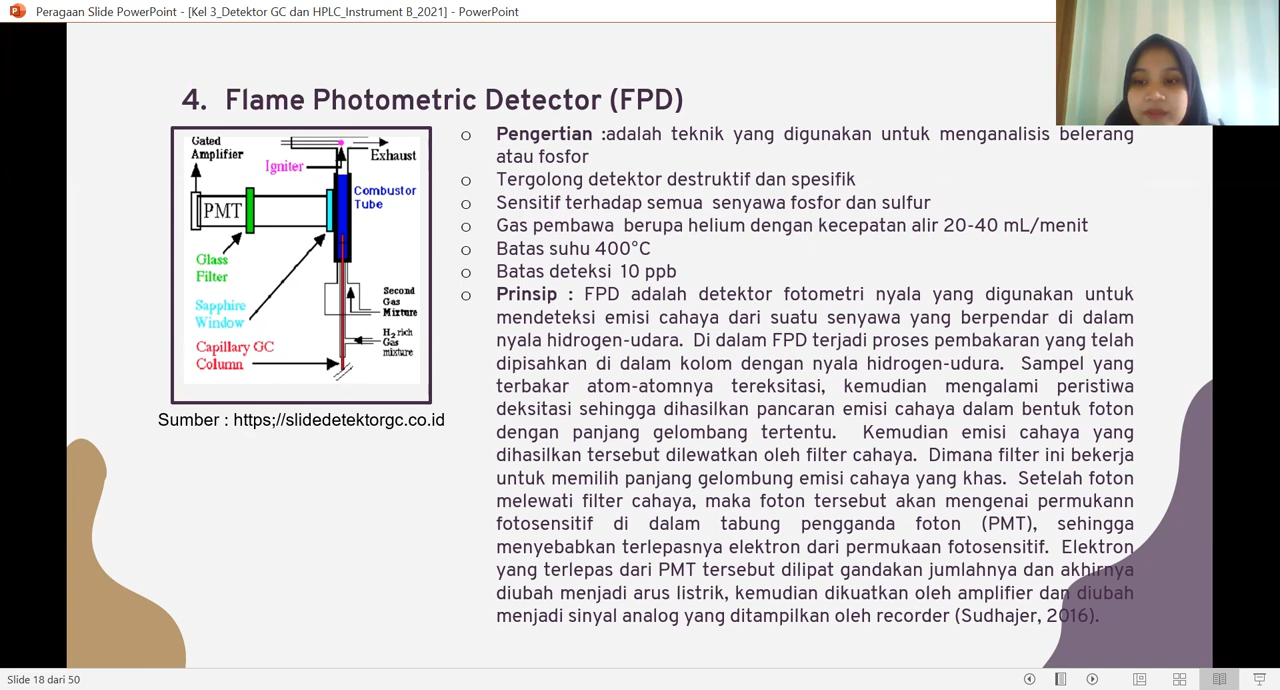 Peragaan Slide PowerPoint - [Kel 3_Detektor GC dan HPLC_Instrument B_2021] - PowerPoint
4. Flame Photometric Detector (FPD)
Gated
Amplifier
Igniter
Exhaust
Combustor
Tube
PMT
Glass
Filter
Sapphire
Window
Capillary GC
Column
Second
Gas
Mixture
H2 rich
Gas
mixture
Sumber : https;//slidedetektorgc.co.id
o Pengertian :adalah teknik yang digunakan untuk menganalisis belerang
atau fosfor
o Tergolong detektor destruktif dan spesifik
o Sensitif terhadap semua senyawa fosfor dan sulfur
o Gas pembawa berupa helium dengan kecepatan alir 20-40 mL/menit
o Batas suhu 400°C
o Batas deteksi 10 ppb
o Prinsip : FPD adalah detektor fotometri nyala yang digunakan untuk
mendeteksi emisi cahaya dari suatu senyawa yang berpendar di dalam
nyala hidrogen-udara. Di dalam FPD terjadi proses pembakaran yang telah
dipisahkan di dalam kolom dengan nyala hidrogen-udura. Sampel yang
terbakar atom-atomnya tereksitasi, kemudian mengalami peristiwa
deksitasi sehingga dihasilkan pancaran emisi cahaya dalam bentuk foton
dengan panjang gelombang tertentu. Kemudian emisi cahaya yang
dihasilkan tersebut dilewatkan oleh filter cahaya. Dimana filter ini bekerja
untuk memilih panjang gelombung emisi cahaya yang khas. Setelah foton
melewati filter cahaya, maka foton tersebut akan mengenai permukann
fotosensitif di dalam tabung pengganda foton (PMT), sehingga
menyebabkan terlepasnya elektron dari permukaan fotosensitif. Elektron
yang terlepas dari PMT tersebut dilipat gandakan jumlahnya dan akhirnya
diubah menjadi arus listrik, kemudian dikuatkan oleh amplifier dan diubah
menjadi sinyal analog yang ditampilkan oleh recorder (Sudhajer, 2016).
Slide 18 dari 50